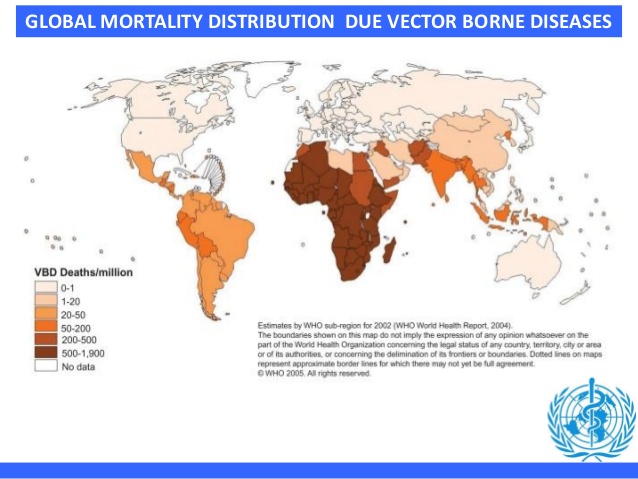 GLOBAL MORTALITY DISTRIBUTION  DUE VECTOR BORNE DISEASES
VBD Deaths/million
0-1
1-20
20-50
50-200
200-500
500-1,900
No data
Estimates by WHO sub-region for 2002 (WHO World Health Report, 2004).
The boundaries shown on this map do not imply the expression of any opinion whatsoever on the
part of the World Health Organization concerning the legal status of any country, territory, city or area
or of its authorities, or concerning the delimination of its frontiers or boundaries. Dotted lines on maps
represent approximate border lines for which there may not yet be full agreement.
© WHO 2005. All rights reserved.